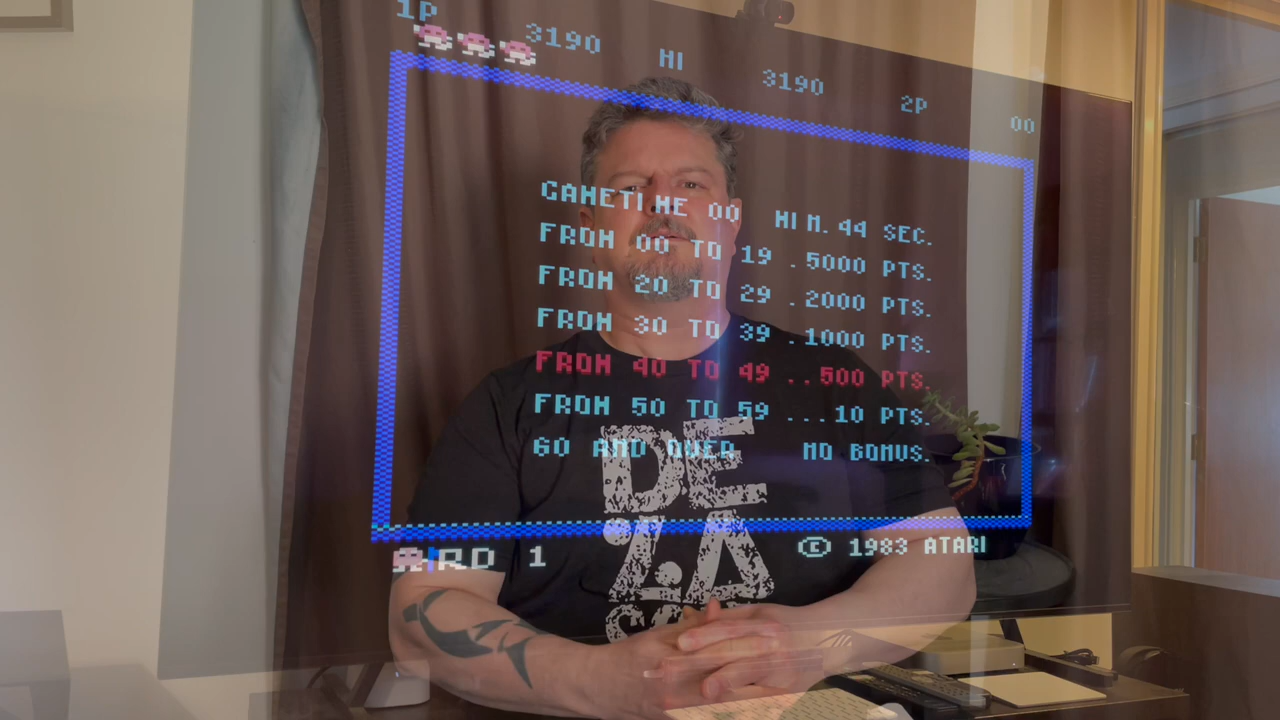 1P
3190 HI 3190 2P 00
GAMETIME 00 MIN. 44 SEC.
FROM 00 TO 19 .5000 PTS.
FROM 20 TO 29 .2000 PTS.
FROM 30 TO 39 .1000 PTS.
FROM 40 TO 49 ..500 PTS.
FROM 50 TO 59 ...10 PTS.
60 AND OVER NO BONUS.
RD 1 © 1983 ATARI
DE
LA